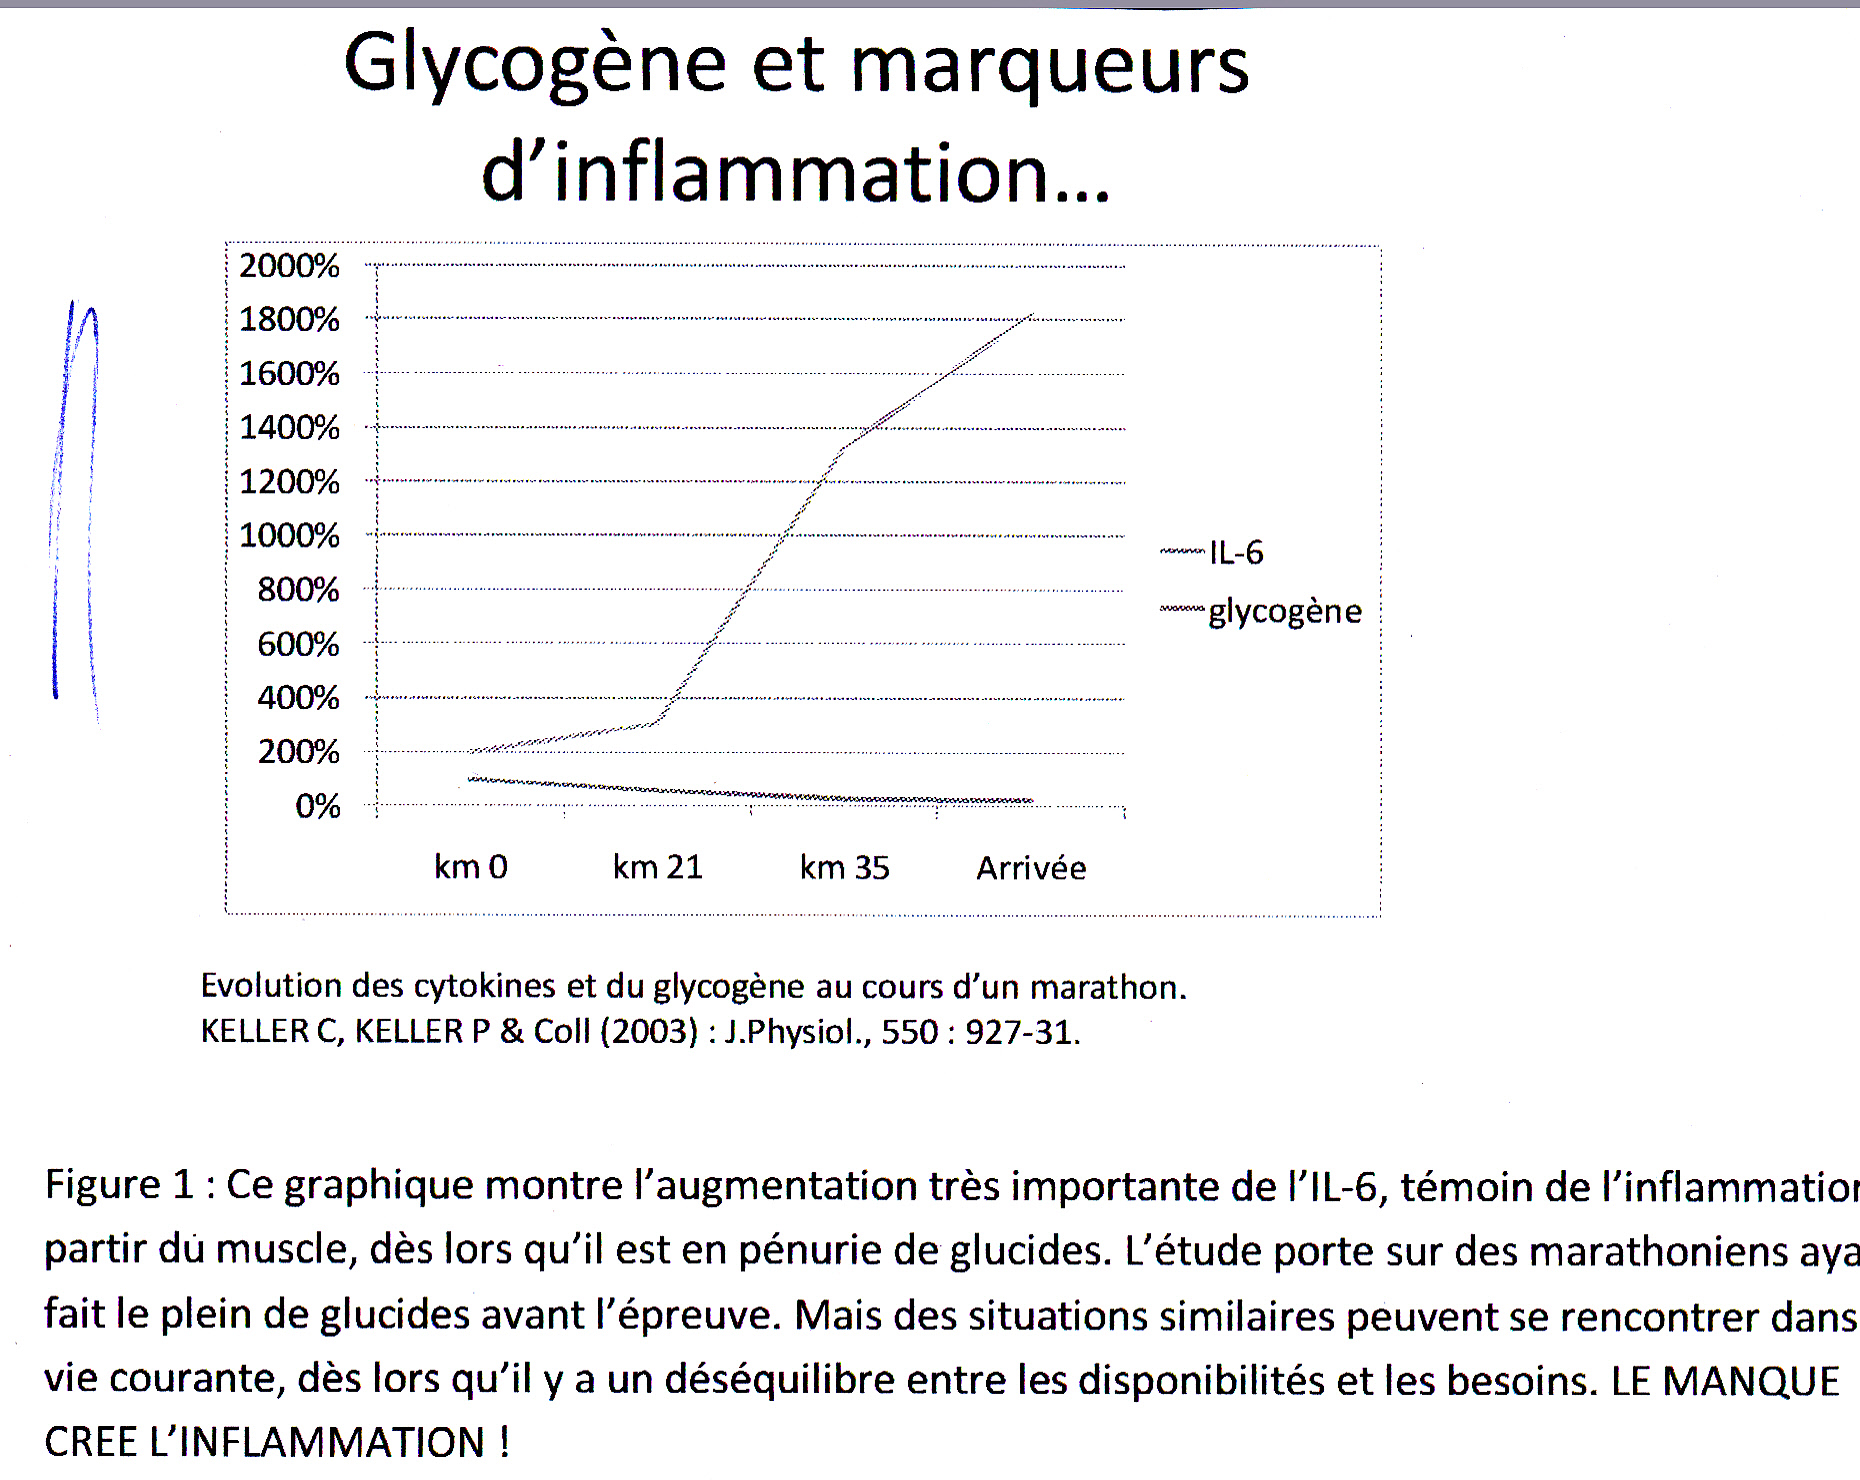 Glycogène et marqueurs
d'inflammation...
2000%
1800%
1600%
1400%
1200%
1000%
800%
600%
400%
200%
0%
IL-6
glycogène
km 0 km 21 km 35 Arrivée
Evolution des cytokines et du glycogène au cours d'un marathon.
KELLER C, KELLER P & Coll (2003) : J.Physiol., 550 : 927-31.
Figure 1 : Ce graphique montre l'augmentation très importante de l'IL-6, témoin de l'inflammation
partir du muscle, dès lors qu'il est en pénurie de glucides. L'étude porte sur des marathoniens aya
fait le plein de glucides avant l'épreuve. Mais des situations similaires peuvent se rencontrer dans
vie courante, dès lors qu'il y a un déséquilibre entre les disponibilités et les besoins. LE MANQUE
CREE L'INFLAMMATION !